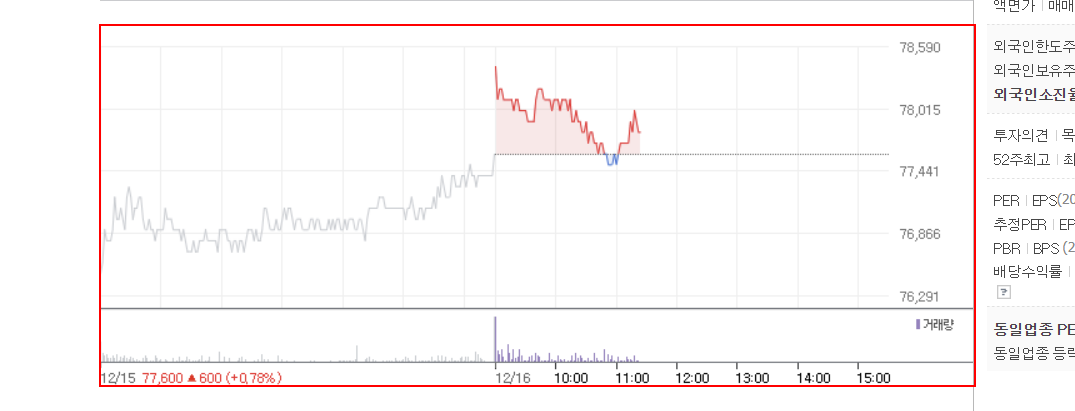 액면가 | 매매
78,590
외국인한도주
외국인보유주
외국인소진율
78,015
투자의견 | 목
52주최고 | 최
77,441
PER | EPS(20
추정PER | EP
76,866
PBR | BPS (2
배당수익률 |
?
76,291
거래량
동일업종 PE
동일업종 등락
12/15 77,600 ▲ 600 (+0,78%) 12/16 10:00 11:00 12:00 13:00 14:00 15:00